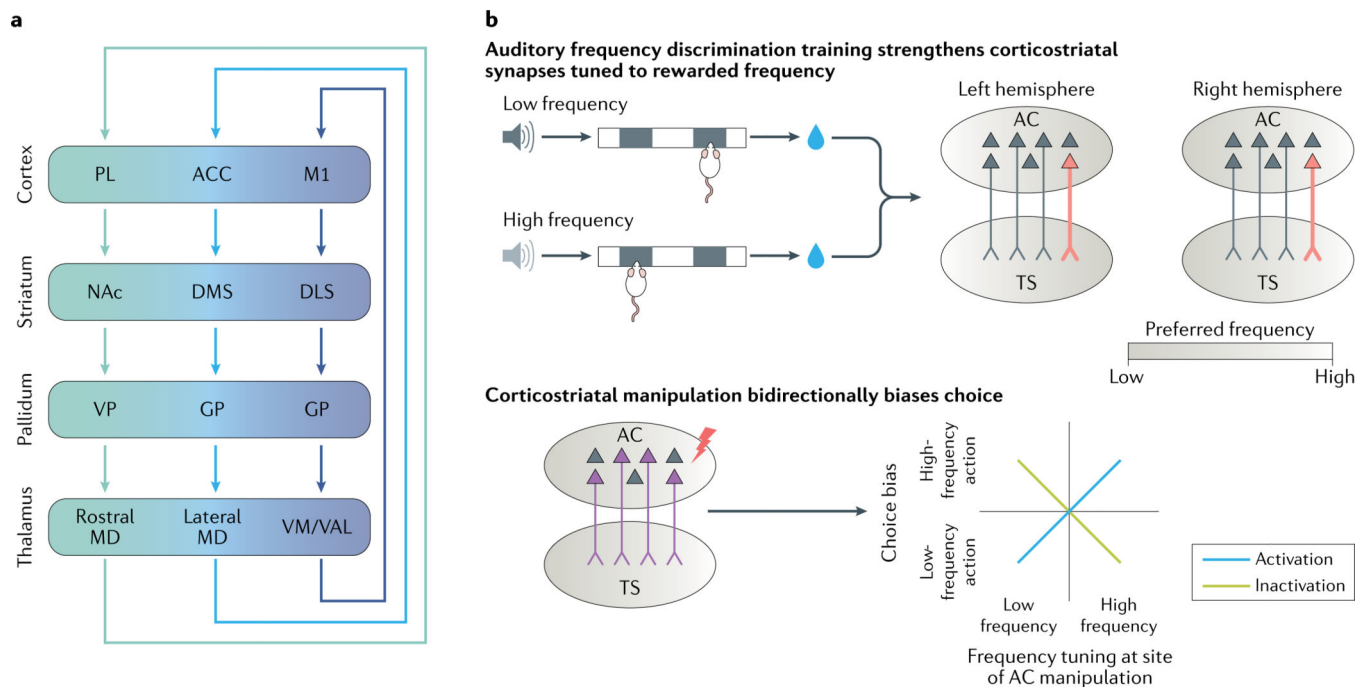 a
Cortex
PL
ACC
M1
Striatum
NAc
DMS
DLS
Pallidum
VP
GP
GP
Thalamus
Rostral
MD
Lateral
MD
VM/VAL
b
Auditory frequency discrimination training strengthens corticostriatal
synapses tuned to rewarded frequency
Low frequency
High frequency
Left hemisphere
AC
TS
Right hemisphere
AC
TS
Preferred frequency
Low
High
Corticostriatal manipulation bidirectionally biases choice
AC
TS
Choice bias
High-
frequency
action
Low-
frequency
action
Low
frequency
High
frequency
Frequency tuning at site
of AC manipulation
Activation
Inactivation